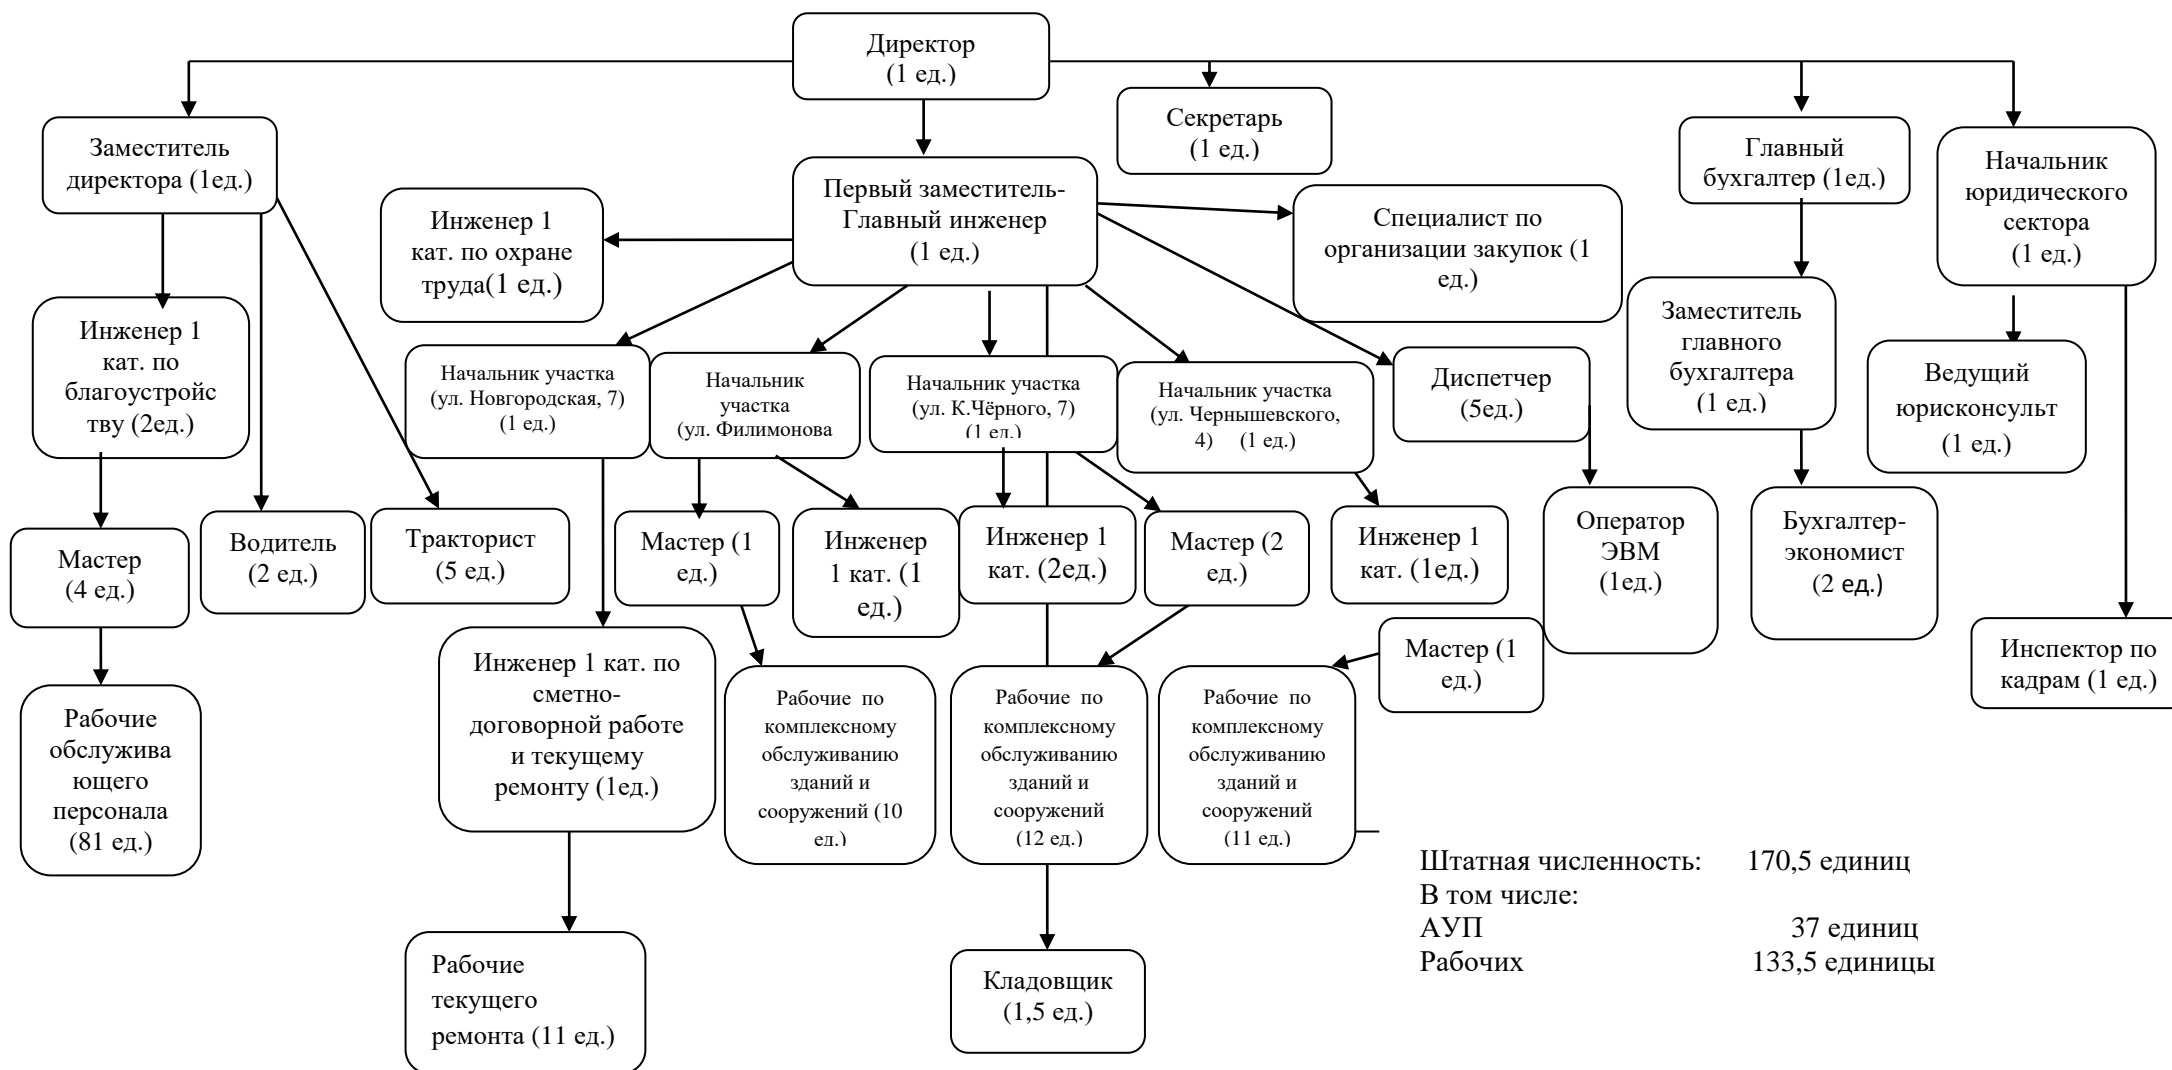 Директор
(1 ед.)
Секретарь
(1 ед.)
Заместитель
директора (1ед.)
Главный
бухгалтер (1ед.)
Начальник
юридического
сектора
(1 ед.)
Первый заместитель-
Главный инженер
(1 ед.)
Инженер 1
кат. по охране
труда(1 ед.)
Специалист по
организации закупок (1
ед.)
Инженер 1
кат. по
благоустройс
тву (2ед.)
Заместитель
главного
бухгалтера
(1 ед.)
Начальник участка
(ул. Новгородская, 7)
(1 ед.)
Начальник
участка
(ул. Филимонова
Начальник участка
(ул. К.Чёрного, 7)
(1 ед.)
Начальник участка
(ул. Чернышевского,
4) (1 ед.)
Диспетчер
(5ед.)
Ведущий
юрисконсульт
(1 ед.)
Мастер
(4 ед.)
Водитель
(2 ед.)
Тракторист
(5 ед.)
Мастер (1
ед.)
Инженер
1 кат. (1
ед.)
Инженер 1
кат. (2ед.)
Мастер (2
ед.)
Инженер 1
кат. (1ед.)
Оператор
ЭВМ
(1ед.)
Бухгалтер-
экономист
(2 ед.)
Мастер (1
ед.)
Инспектор по
кадрам (1 ед.)
Рабочие
обслужива
ющего
персонала
(81 ед.)
Инженер 1 кат. по
сметно-
договорной работе
и текущему
ремонту (1ед.)
Рабочие по
комплексному
обслуживанию
зданий и
сооружений (10
ед.)
Рабочие по
комплексному
обслуживанию
зданий и
сооружений
(12 ед.)
Рабочие по
комплексному
обслуживанию
зданий и
сооружений
(11 ед.)
Рабочие
текущего
ремонта (11 ед.)
Кладовщик
(1,5 ед.)
Штатная численность: 170,5 единиц
В том числе:
АУП 37 единиц
Рабочих 133,5 единицы